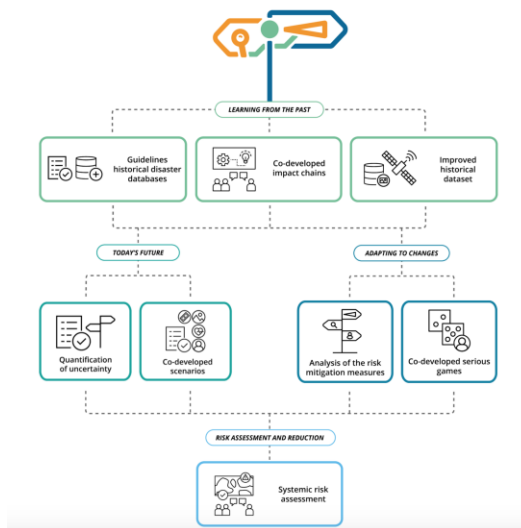 LEARNING FROM THE PAST
Guidelines
historical disaster
databases
Co-developed
impact chains
Improved
historical
dataset
TODAY'S FUTURE
ADAPTING TO CHANGES
Quantification
of uncertainty
Co-developed
scenarios
Analysis of the risk
mitigation measures
Co-developed serious
games
RISK ASSESSMENT AND REDUCTION
Systemic risk
assessment